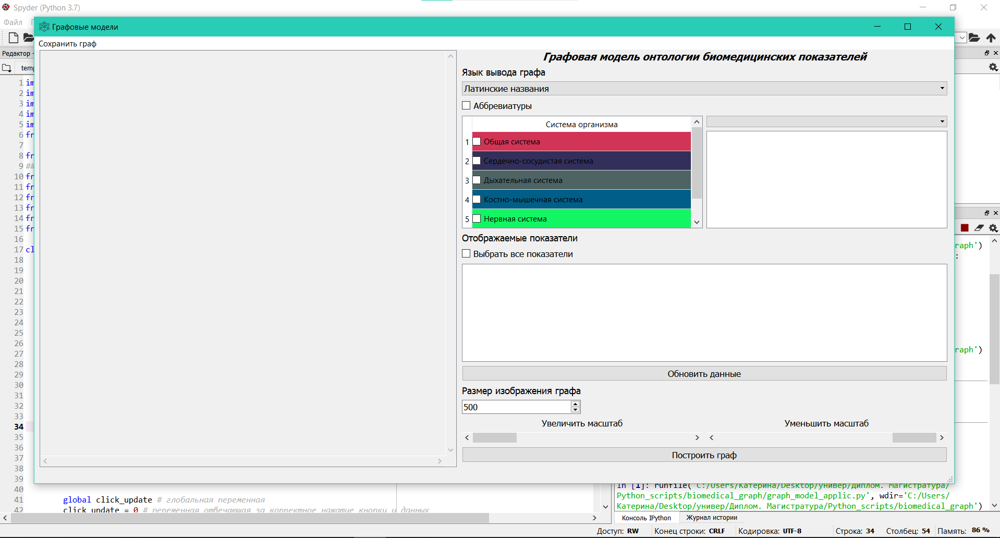 Spyder (Python 3.7)
Файл
Графовые модели
Сохранить граф
Редактор -
temp
Графовая модель онтологии биомедицинских показателей
Язык вывода графа
Латинские названия
Аббревиатуры
Система организма
1 Общая система
2 Сердечно-сосудистая система
3 Дыхательная система
4 Костно-мышечная система
5 Нервная система
Отображаемые показатели
Выбрать все показатели
Обновить данные
Размер изображения графа
500
Увеличить масштаб
Уменьшить масштаб
Построить граф
1 im
2 im
3 im
4 im
5 im
6 fr
7
8 fr
9 ##
10 fr
11 fr
12 fr
13 fr
14 fr
15 fr
16
17 cl
18
19
20
21
22
23
24
25
26
27
28
29
30
31
32
33
34
35
36
37
38
39
40
41 global click_update # глобальная переменная
42 click_update = 0 # переменная отвечающая за корректное нажатие кнопки и данных
raph')
:
raph')
In [1]: runfile('C:/Users/Катерина/Desktop/универ/Диплом. Магистратура/
Python_scripts/biomedical_graph/graph_model_applic.py', wdir='C:/Users/
Катерина/Desktop/универ/Диплом. Магистратура/Python_scripts/biomedical_graph')
Консоль IPython
Журнал истории
Доступ: RW
Конец строки: CRLF
Кодировка: UTF-8
Строка: 34
Столбец: 54
Память: 86 %